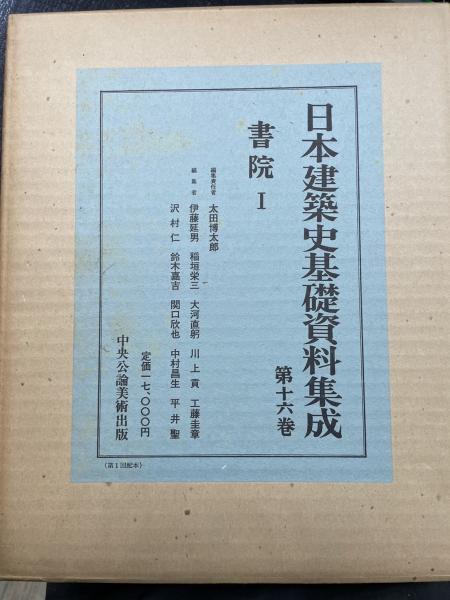 日本建築史基礎資料集成
第十六巻
書院 I
編集責任者 太田博太郎
編集者 伊藤延男 稲垣栄三 大河直躬 川上貢 工藤圭章
沢村仁 鈴木嘉吉 関口欣也 中村昌生 平井聖
定価一七、〇〇〇円
中央公論美術出版
(第1回配本)